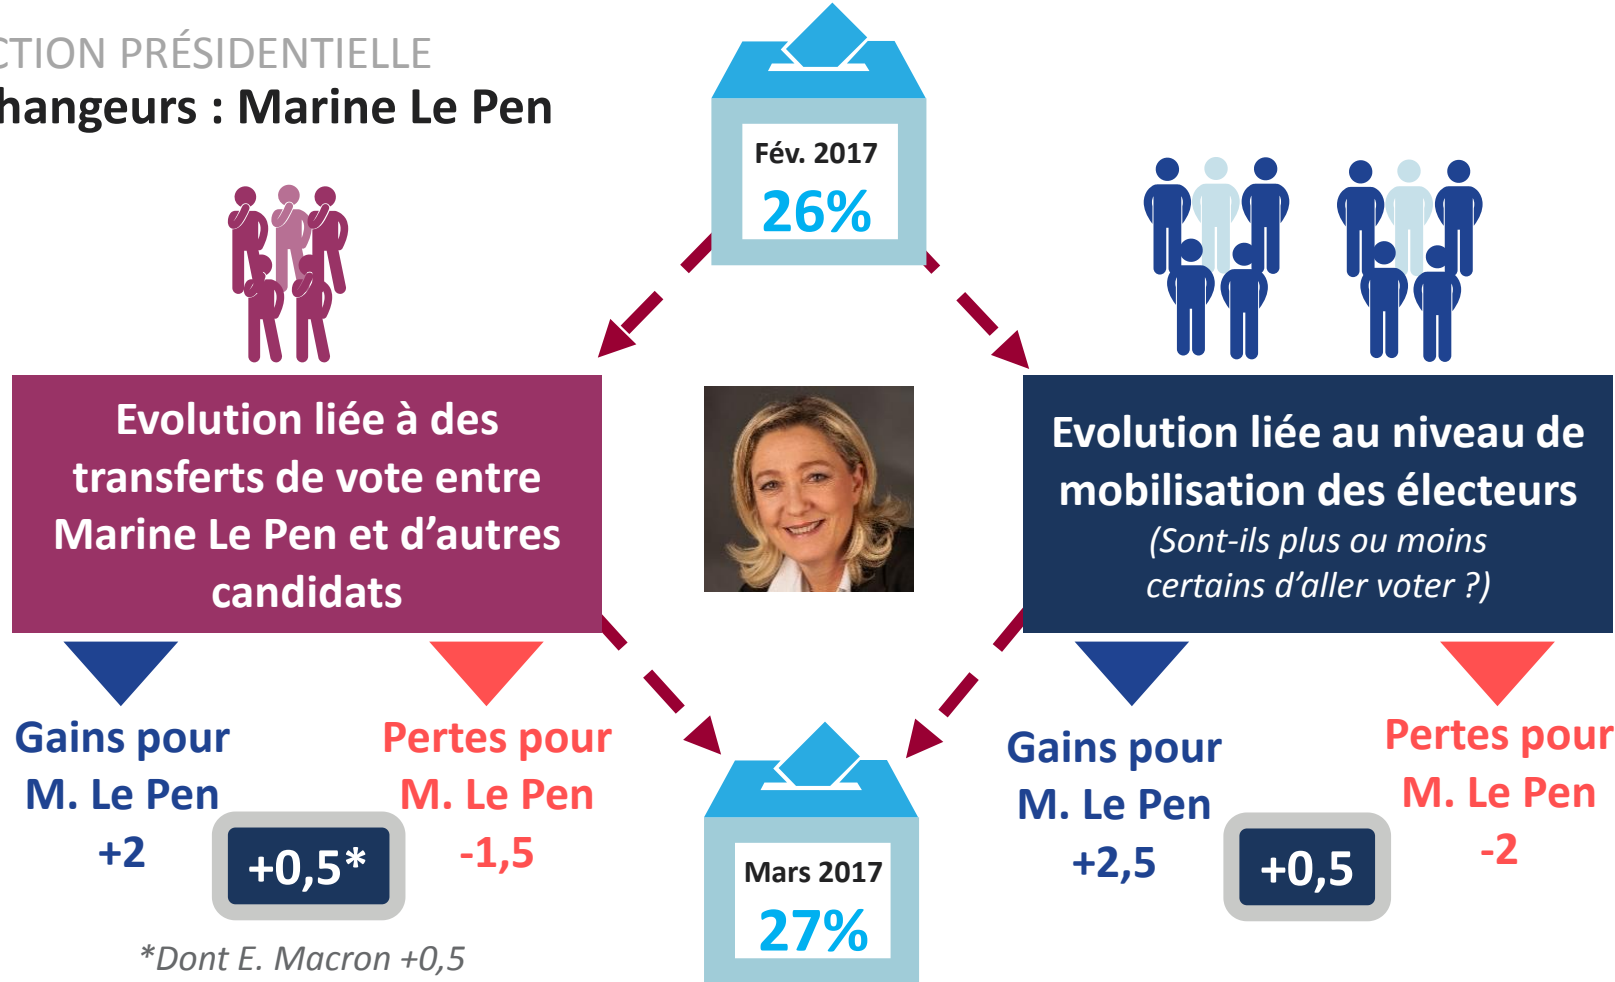 CTION PRÉSIDENTIELLE
hangeurs : Marine Le Pen
Fév. 2017
26%
Evolution liée à des
transferts de vote entre
Marine Le Pen et d’autres
candidats
Evolution liée au niveau de
mobilisation des électeurs
(Sont-ils plus ou moins
certains d’aller voter ?)
Gains pour
M. Le Pen
+2
+0,5*
Pertes pour
M. Le Pen
-1,5
*Dont E. Macron +0,5
Mars 2017
27%
Gains pour
M. Le Pen
+2,5
+0,5
Pertes pour
M. Le Pen
-2